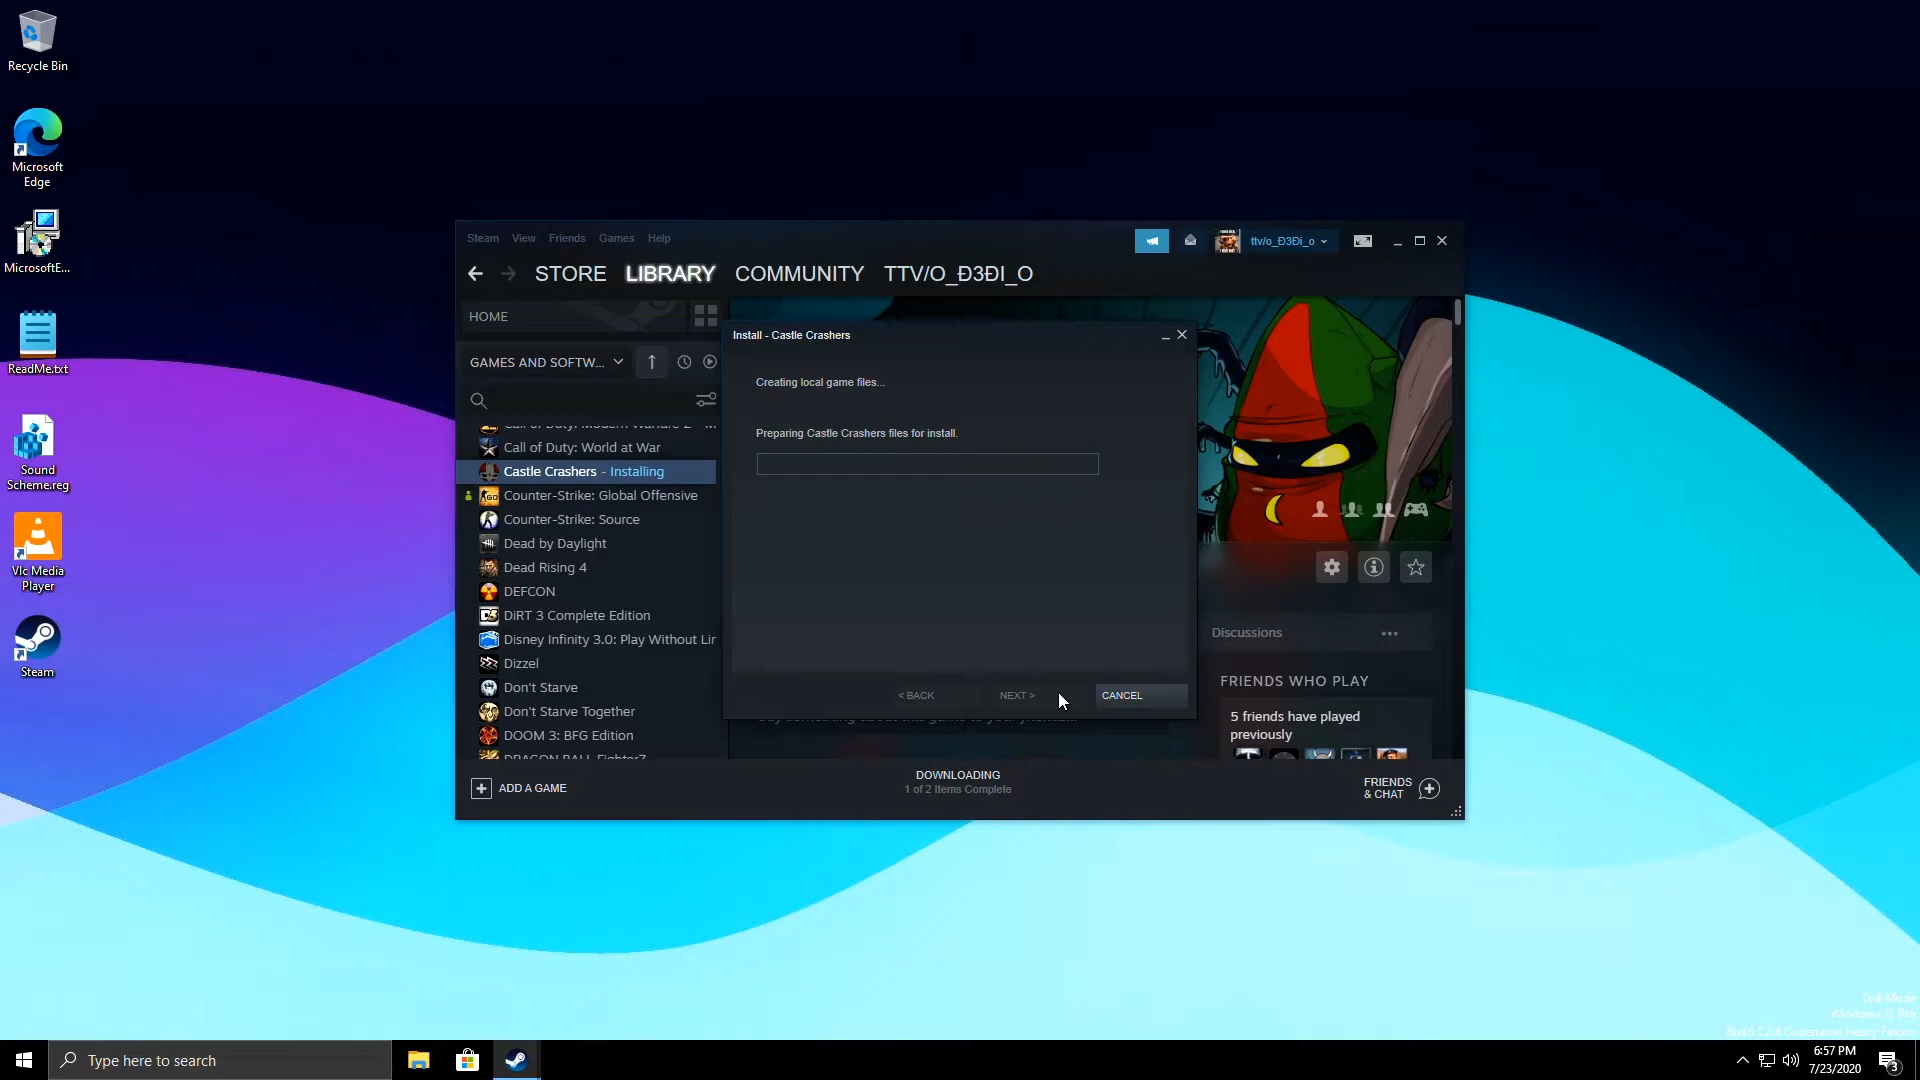 Recycle Bin
Microsoft
Edge
MicrosoftE...
ReadMe.txt
Sound
Scheme.reg
Vlc Media
Player
Steam
Steam View Friends Games Help
ttv/o_Đ3Đi_o
STORE LIBRARY COMMUNITY TTV/O_Đ3ĐI_O
HOME
GAMES AND SOFTW...
Call of Duty: World at War
Castle Crashers - Installing
Counter-Strike: Global Offensive
Counter-Strike: Source
Dead by Daylight
Dead Rising 4
DEFCON
DiRT 3 Complete Edition
Disney Infinity 3.0: Play Without Lir
Dizzel
Don't Starve
Don't Starve Together
DOOM 3: BFG Edition
Install - Castle Crashers
Creating local game files...
Preparing Castle Crashers files for install.
< BACK
NEXT >
CANCEL
Discussions
FRIENDS WHO PLAY
5 friends have played
previously
ADD A GAME
DOWNLOADING
1 of 2 Items Complete
FRIENDS
& CHAT
Test Mode
Windows 10 Pro
Type here to search
6:57 PM
7/23/2020
3